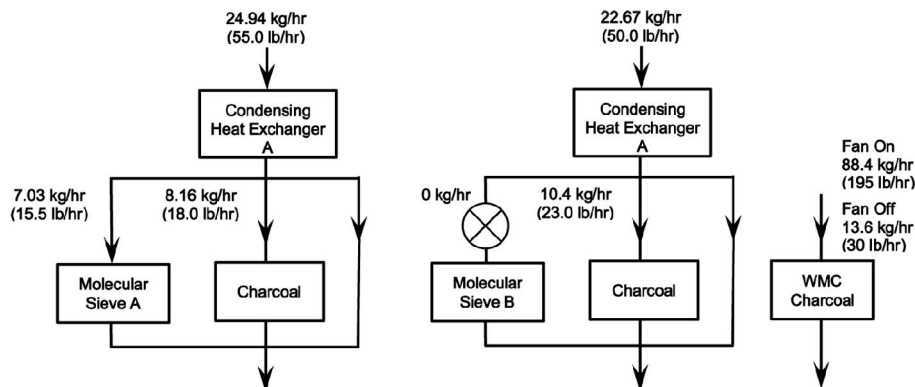 24.94 kg/hr
(55.0 lb/hr)
Condensing
Heat Exchanger
A
7.03 kg/hr
(15.5 lb/hr)
8.16 kg/hr
(18.0 lb/hr)
Molecular
Sieve A
Charcoal
22.67 kg/hr
(50.0 lb/hr)
Condensing
Heat Exchanger
A
0 kg/hr
10.4 kg/hr
(23.0 lb/hr)
Molecular
Sieve B
Charcoal
Fan On
88.4 kg/hr
(195 lb/hr)
Fan Off
13.6 kg/hr
(30 lb/hr)
WMC
Charcoal